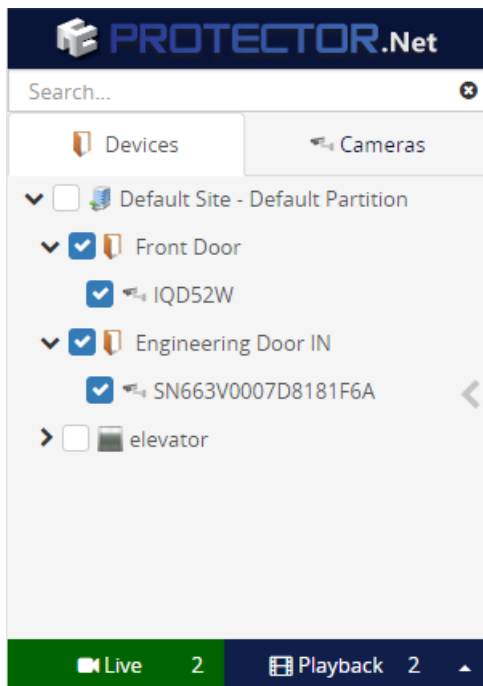 PROTECTOR.Net
Search...
Devices Cameras
Default Site - Default Partition
Front Door
IQD52W
Engineering Door IN
SN663V0007D8181F6A
elevator
Live 2 Playback 2